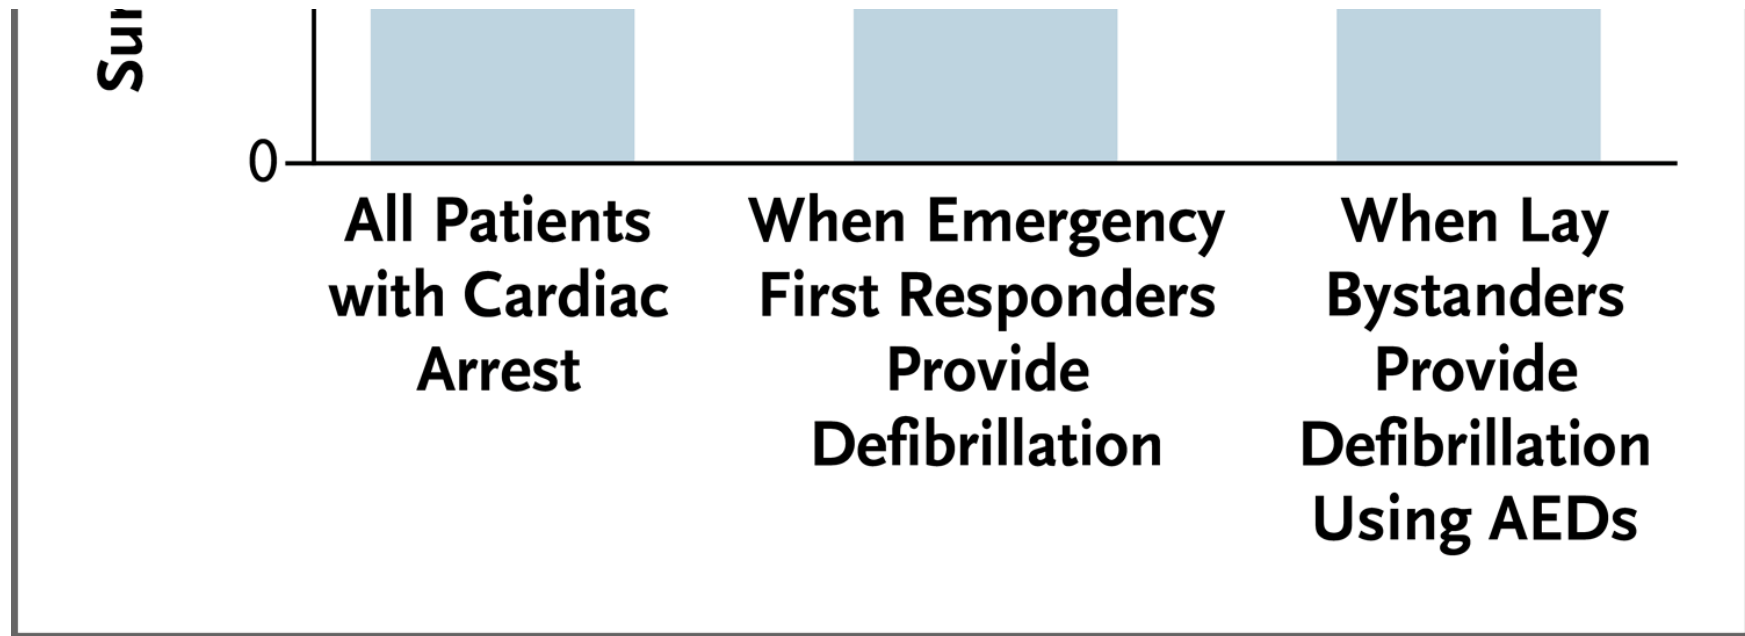 0
All Patients
with Cardiac
Arrest
When Emergency
First Responders
Provide
Defibrillation
When Lay
Bystanders
Provide
Defibrillation
Using AEDs